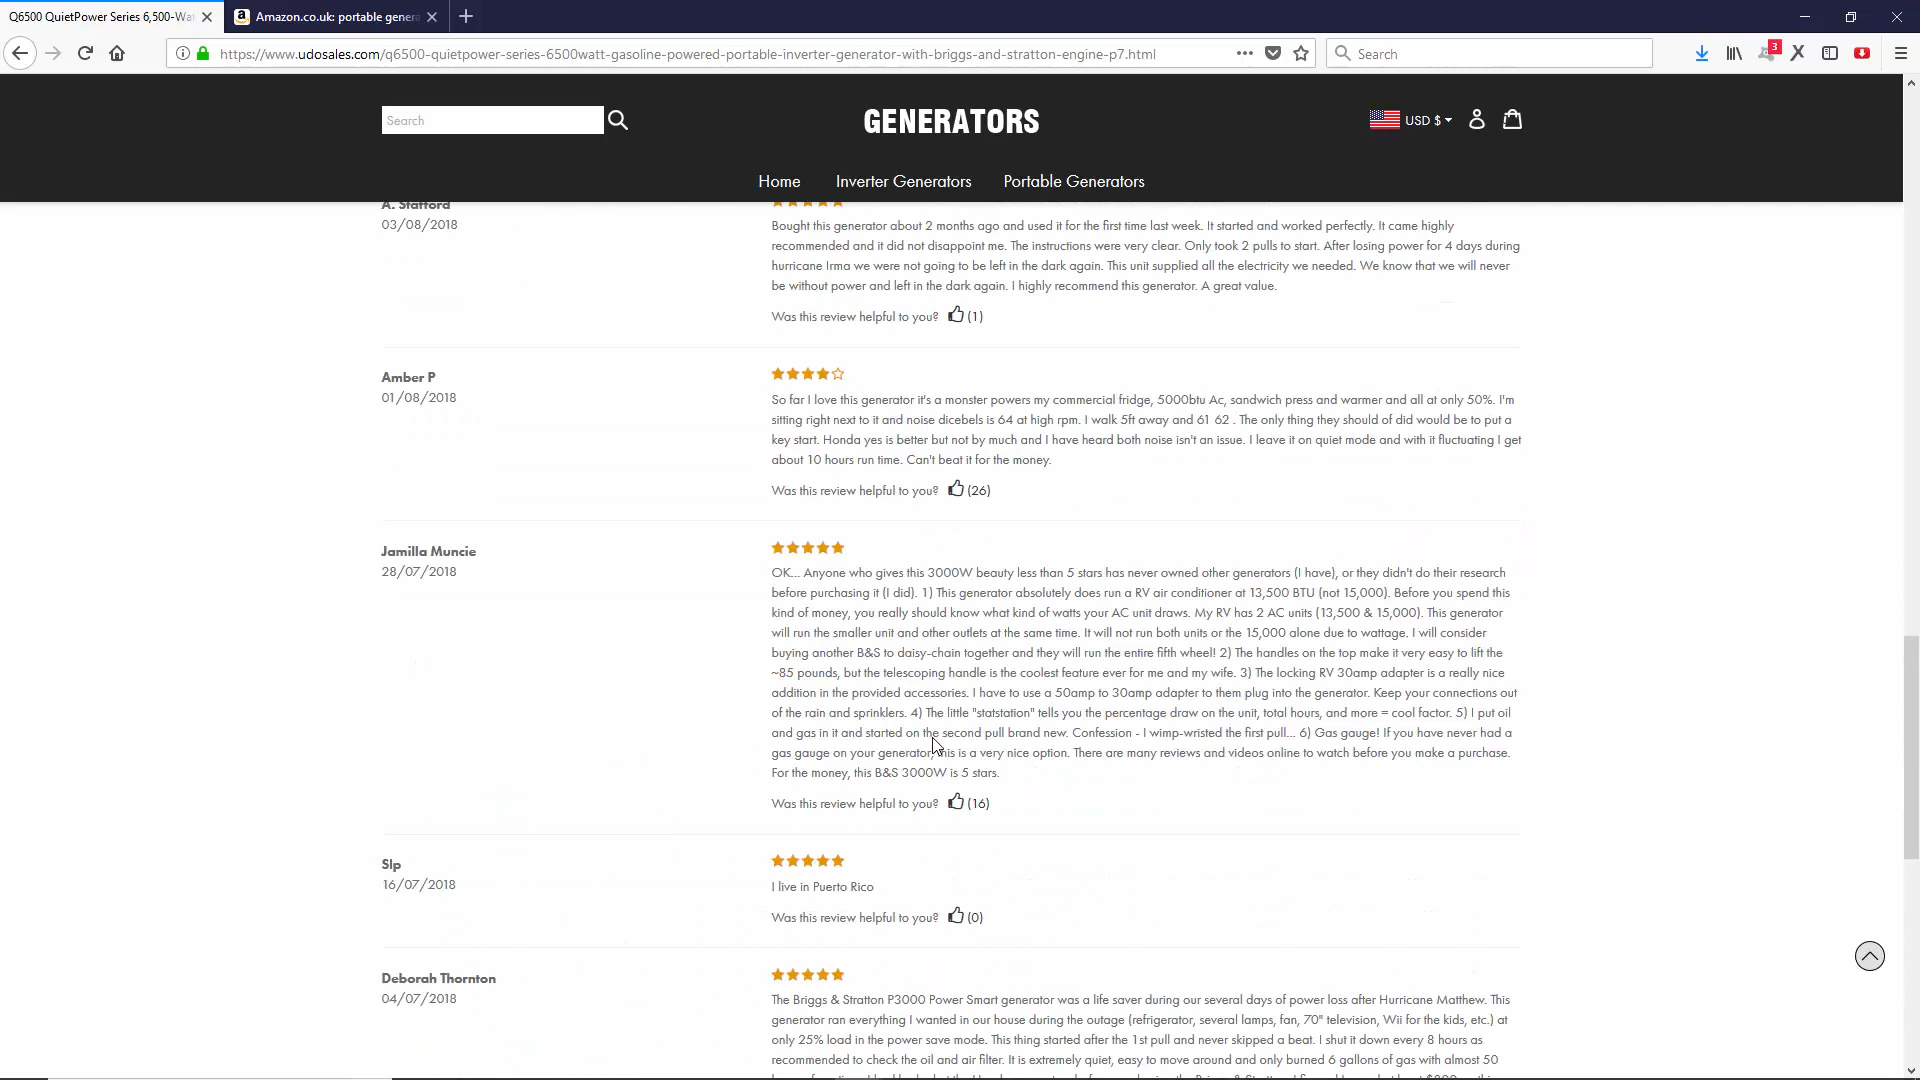 Q6500 QuietPower Series 6,500-Wa
Amazon.co.uk: portable genera
https://www.udosales.com/q6500-quietpower-series-6500watt-gasoline-powered-portable-inverter-generator-with-briggs-and-stratton-engine-p7.html
Search
3
Search
GENERATORS
USD $
Home
Inverter Generators
Portable Generators
A. Stafford
03/08/2018
Bought this generator about 2 months ago and used it for the first time last week. It started and worked perfectly. It came highly
recommended and it did not disappoint me. The instructions were very clear. Only took 2 pulls to start. After losing power for 4 days during
hurricane Irma we were not going to be left in the dark again. This unit supplied all the electricity we needed. We know that we will never
be without power and left in the dark again. I highly recommend this generator. A great value.
Was this review helpful to you? (1)
Amber P
01/08/2018
So far I love this generator it's a monster powers my commercial fridge, 5000btu Ac, sandwich press and warmer and all at only 50%. I'm
sitting right next to it and noise dicebels is 64 at high rpm. I walk 5ft away and 61 62 . The only thing they should of did would be to put a
key start. Honda yes is better but not by much and I have heard both noise isn't an issue. I leave it on quiet mode and with it fluctuating I get
about 10 hours run time. Can't beat it for the money.
Was this review helpful to you? (26)
Jamilla Muncie
28/07/2018
OK... Anyone who gives this 3000W beauty less than 5 stars has never owned other generators (I have), or they didn't do their research
before purchasing it (I did). 1) This generator absolutely does run a RV air conditioner at 13,500 BTU (not 15,000). Before you spend this
kind of money, you really should know what kind of watts your AC unit draws. My RV has 2 AC units (13,500 & 15,000). This generator
will run the smaller unit and other outlets at the same time. It will not run both units or the 15,000 alone due to wattage. I will consider
buying another B&S to daisy-chain together and they will run the entire fifth wheel! 2) The handles on the top make it very easy to lift the
~85 pounds, but the telescoping handle is the coolest feature ever for me and my wife. 3) The locking RV 30amp adapter is a really nice
addition in the provided accessories. I have to use a 50amp to 30amp adapter to them plug into the generator. Keep your connections out
of the rain and sprinklers. 4) The little "statstation" tells you the percentage draw on the unit, total hours, and more = cool factor. 5) I put oil
and gas in it and started on the second pull brand new. Confession - I wimp-wristed the first pull... 6) Gas gauge! If you have never had a
gas gauge on your generator, this is a very nice option. There are many reviews and videos online to watch before you make a purchase.
For the money, this B&S 3000W is 5 stars.
Was this review helpful to you? (16)
Slp
16/07/2018
I live in Puerto Rico
Was this review helpful to you? (0)
Deborah Thornton
04/07/2018
The Briggs & Stratton P3000 Power Smart generator was a life saver during our several days of power loss after Hurricane Matthew. This
generator ran everything I wanted in our house during the outage (refrigerator, several lamps, fan, 70" television, Wii for the kids, etc.) at
only 25% load in the power save mode. This thing started after the 1st pull and never skipped a beat. I shut it down every 8 hours as
recommended to check the oil and air filter. It is extremely quiet, easy to move around and only burned 6 gallons of gas with almost 50